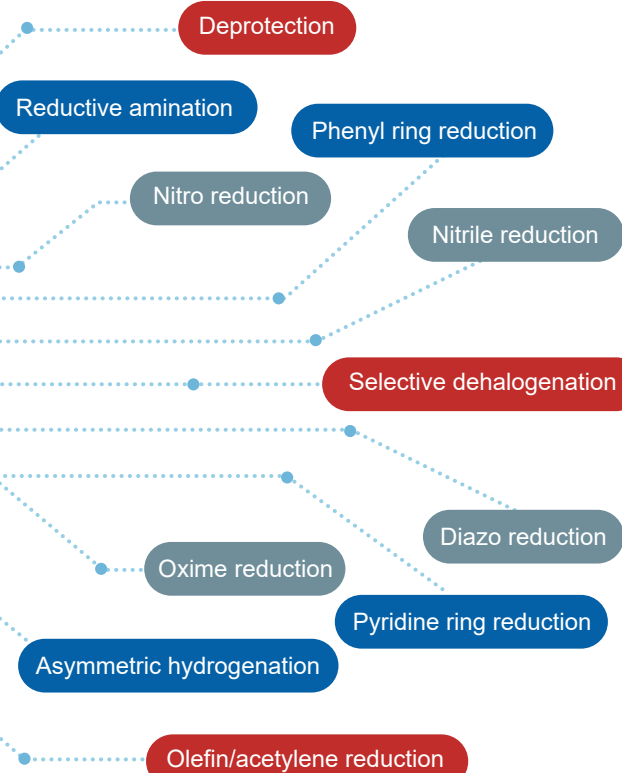 Deprotection
Reductive amination
Phenyl ring reduction
Nitro reduction
Nitrile reduction
Selective dehalogenation
Diazo reduction
Oxime reduction
Pyridine ring reduction
Asymmetric hydrogenation
Olefin/acetylene reduction